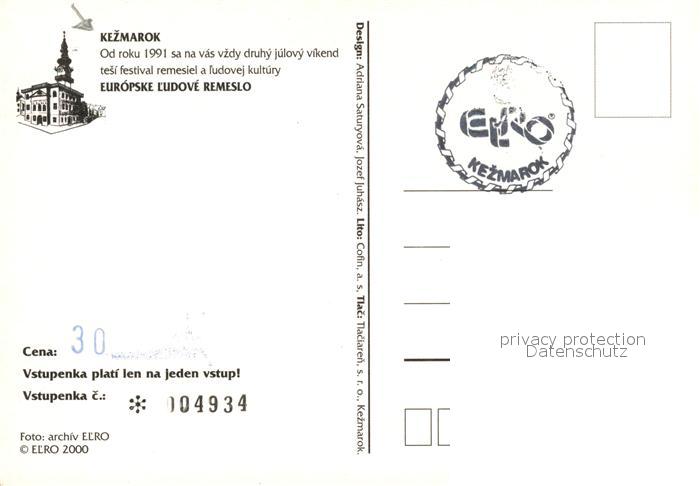 KEŽMAROK
Od roku 1991 sa na vás vždy druhý júlový víkend
teší festival remesiel a ľudovej kultúry
EURÓPSKE ĽUDOVÉ REMESLO
Design: Adriana Saturyová, Jozef Juhász. Lito: Cofin, a. s. Tlač: Tlačiareň, s. r. o., Kežmarok.
EĽRO®
KEŽMAROK
privacy protection
Datenschutz
Cena: 30
Vstupenka platí len na jeden vstup!
Vstupenka č.: * 004934
Foto: archív EĽRO
© EĽRO 2000